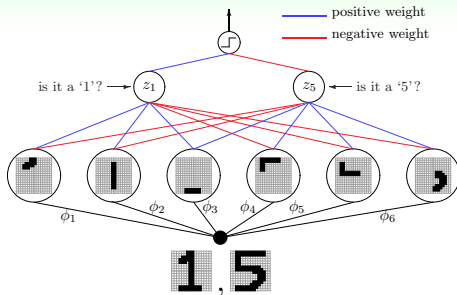 positive weight
negative weight
is it a ‘1’? z1 z5 is it a ‘5’?
ϕ1 ϕ2 ϕ3 ϕ4 ϕ5 ϕ6
1 , 5